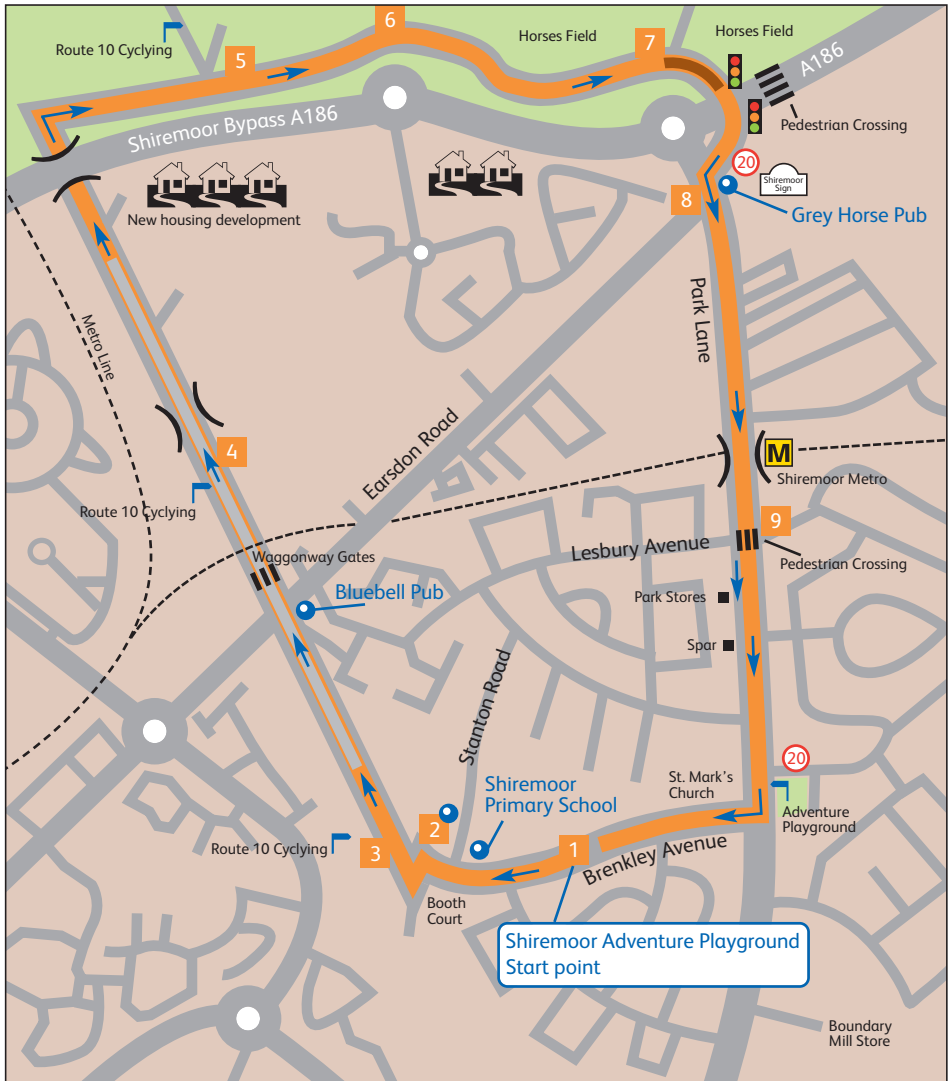 6
Route 10 Cyclying
5
Horses Field
7
Horses Field
A186
Shiremoor Bypass A186
Pedestrian Crossing
20
Shiremoor
Sign
8
Grey Horse Pub
New housing development
Park Lane
Metro Line
Earsdon Road
4
Route 10 Cyclying
M
Shiremoor Metro
9
Waggonway Gates
Lesbury Avenue
Pedestrian Crossing
Bluebell Pub
Park Stores
Spar
Stanton Road
St. Mark's
Church
20
Adventure
Playground
Shiremoor
Primary School
2
Route 10 Cyclying
3
1
Brenkley Avenue
Booth
Court
Shiremoor Adventure Playground
Start point
Boundary
Mill Store